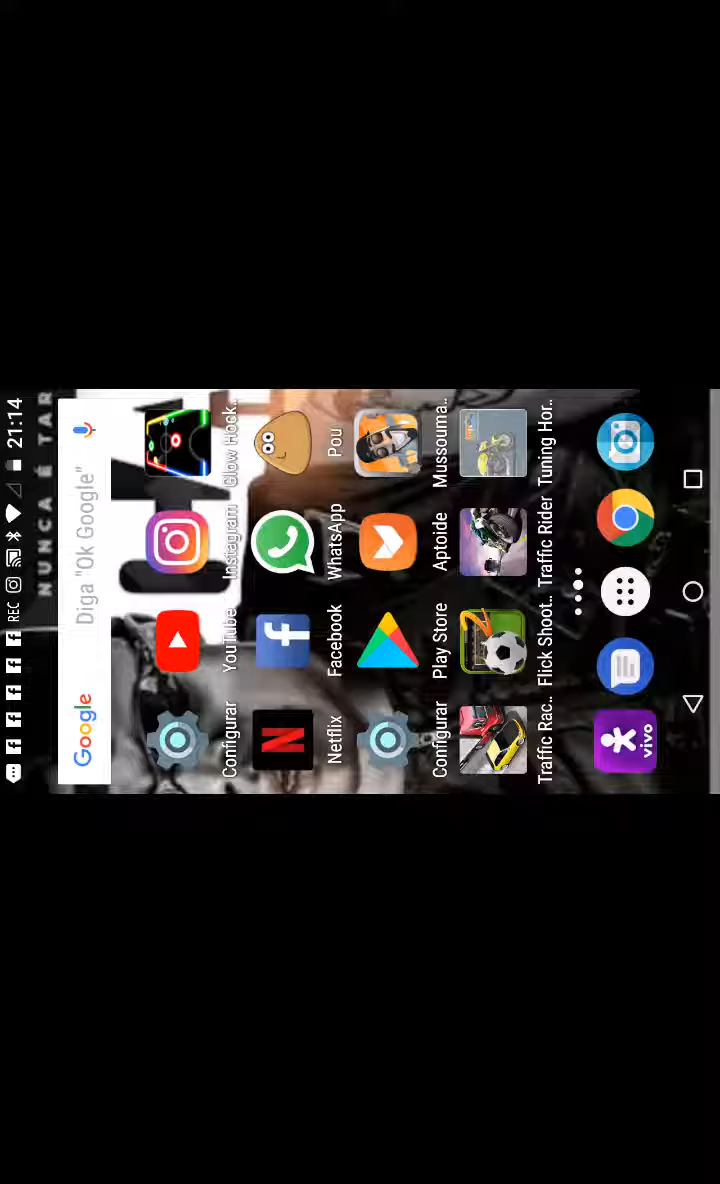 REC 21:14
NUNCA É TAR
Google Diga "Ok Google"
Configurar YouTube Instagram Glow Hock..
Netflix Facebook WhatsApp Pou
Configurar Play Store Aptoide Mussouma..
Traffic Rac.. Flick Shoot.. Traffic Rider Tuning Hor..
vivo